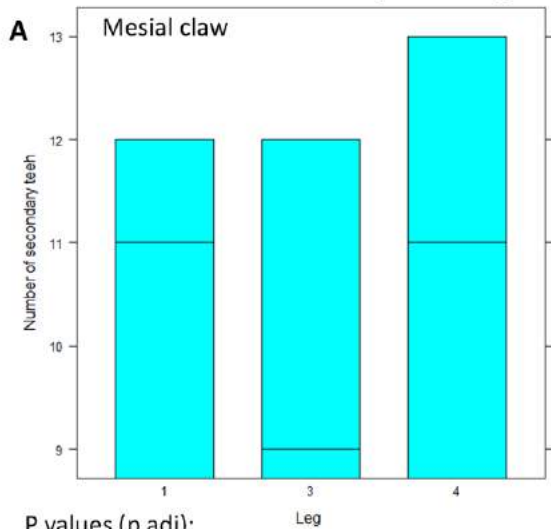 A
Mesial claw
13
12
11
10
9
Number of secondary teeh
1 3 4
Leg
P values (p adj):